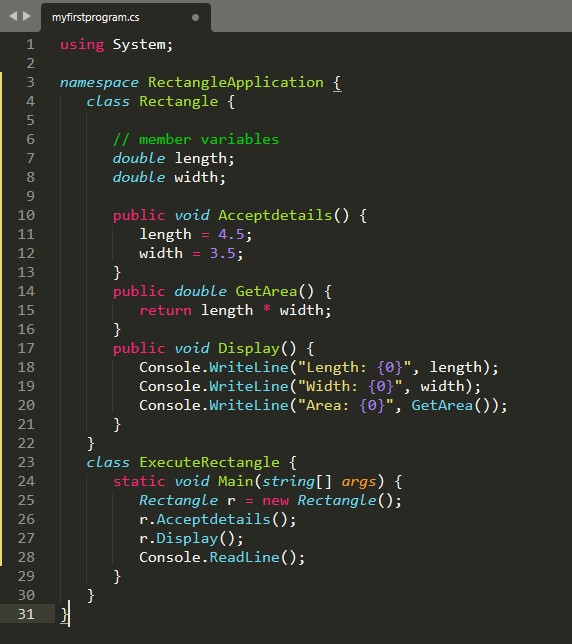 myfirstprogram.cs
1 using System;
2
3 namespace RectangleApplication {
4 class Rectangle {
5
6 // member variables
7 double length;
8 double width;
9
10 public void Acceptdetails() {
11 length = 4.5;
12 width = 3.5;
13 }
14 public double GetArea() {
15 return length * width;
16 }
17 public void Display() {
18 Console.WriteLine("Length: {0}", length);
19 Console.WriteLine("Width: {0}", width);
20 Console.WriteLine("Area: {0}", GetArea());
21 }
22 }
23 class ExecuteRectangle {
24 static void Main(string[] args) {
25 Rectangle r = new Rectangle();
26 r.Acceptdetails();
27 r.Display();
28 Console.ReadLine();
29 }
30 }
31 }